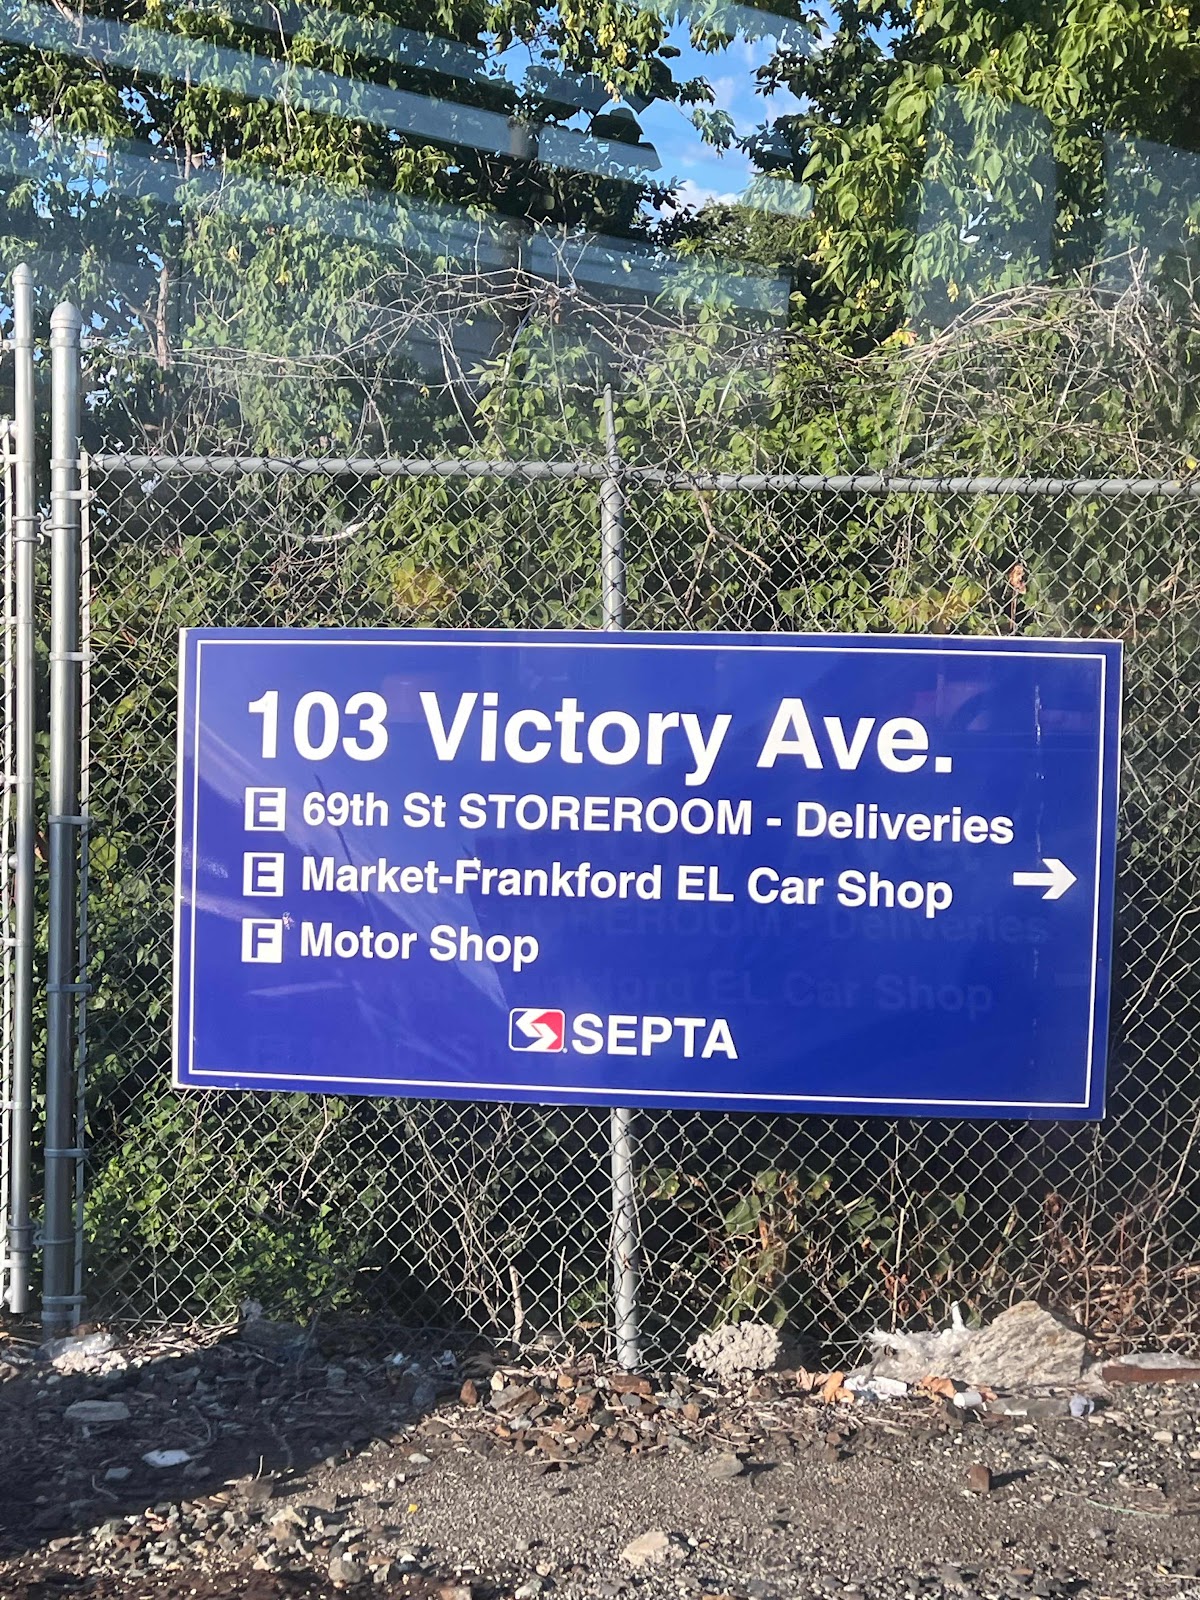 103 Victory Ave.
E 69th St STOREROOM - Deliveries
E Market-Frankford EL Car Shop →
F Motor Shop
SEPTA